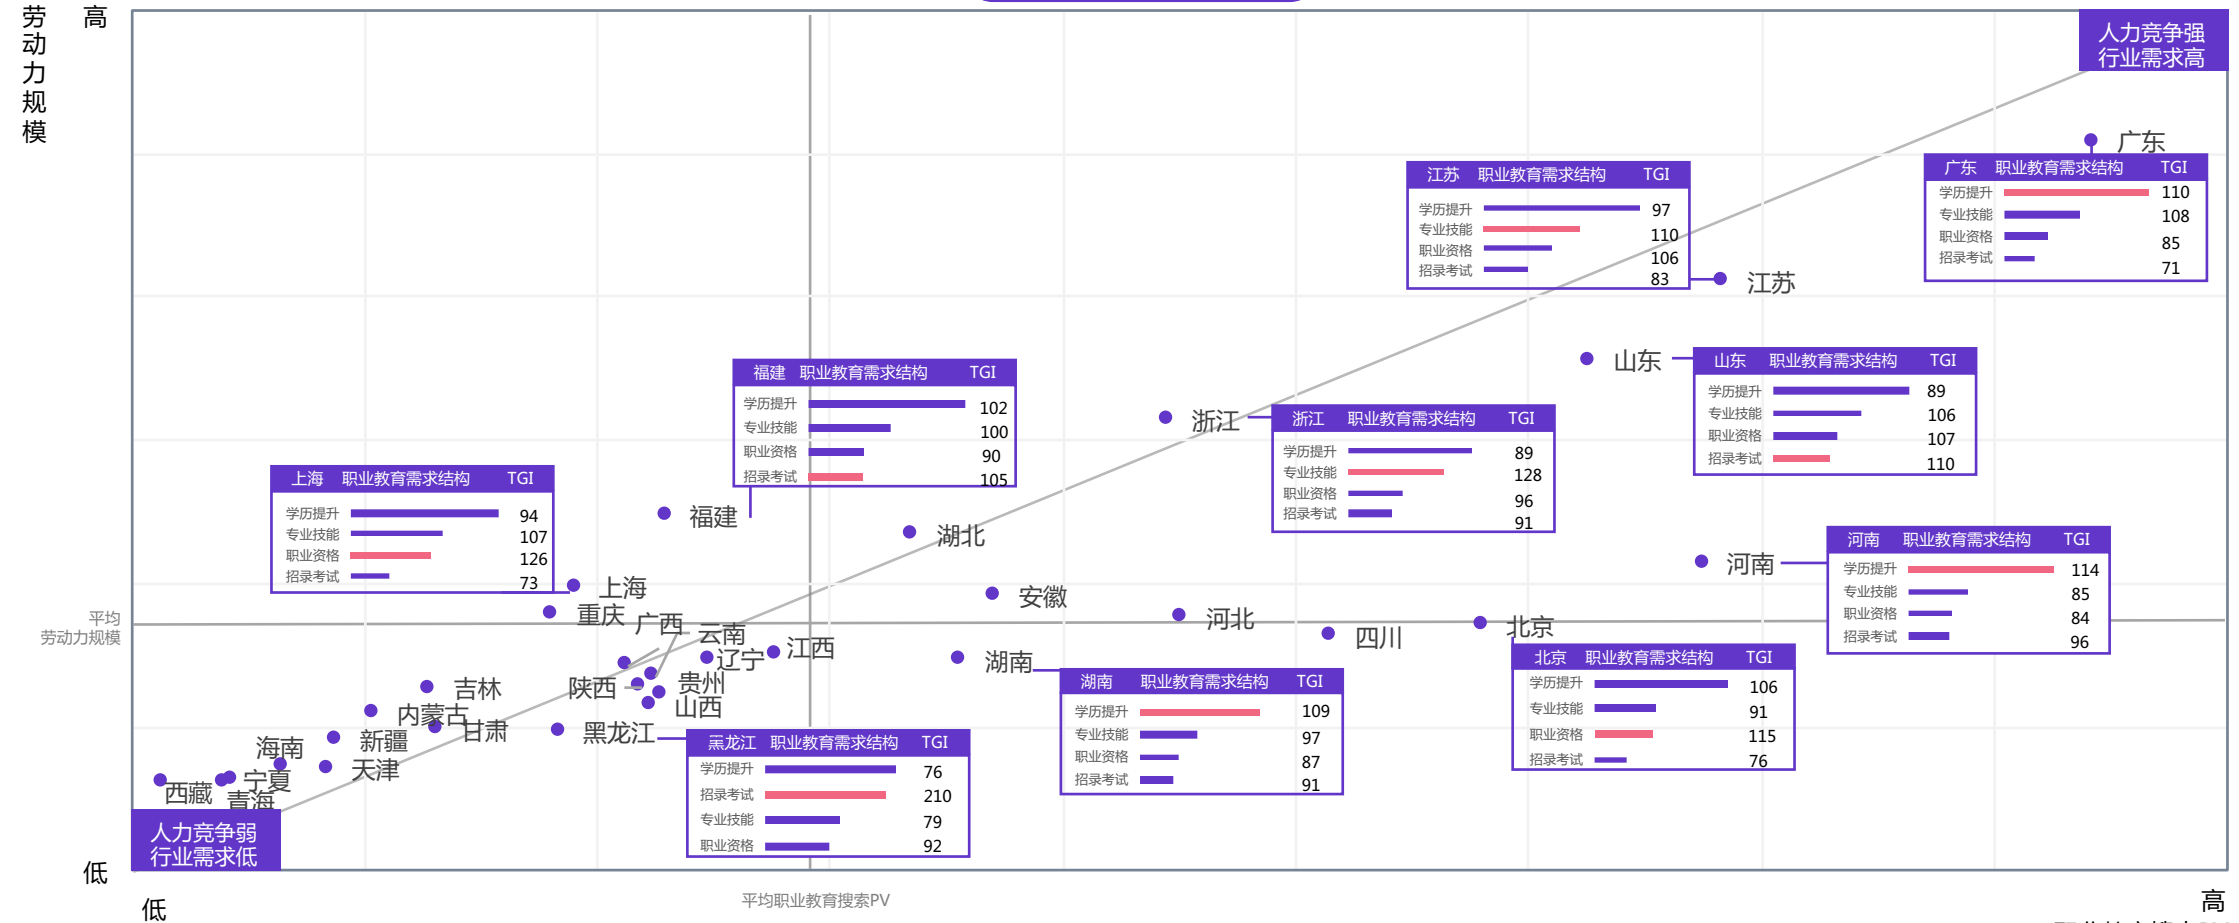 劳动力规模
高
人力竞争强
行业需求高
广东
广东 职业教育需求结构 TGI
学历提升 110
专业技能 108
职业资格 85
招录考试 71
江苏 职业教育需求结构 TGI
学历提升 97
专业技能 110
职业资格 106
招录考试 83
江苏
山东
山东 职业教育需求结构 TGI
学历提升 89
专业技能 106
职业资格 107
招录考试 110
福建 职业教育需求结构 TGI
学历提升 102
专业技能 100
职业资格 90
招录考试 105
福建
浙江
浙江 职业教育需求结构 TGI
学历提升 89
专业技能 128
职业资格 96
招录考试 91
上海 职业教育需求结构 TGI
学历提升 94
专业技能 107
职业资格 126
招录考试 73
上海
湖北
河南
河南 职业教育需求结构 TGI
学历提升 114
专业技能 85
职业资格 84
招录考试 96
安徽
重庆
广西
云南
河北
四川
北京
平均
劳动力规模
北京 职业教育需求结构 TGI
学历提升 106
专业技能 91
职业资格 115
招录考试 76
辽宁
江西
湖南
湖南 职业教育需求结构 TGI
学历提升 109
专业技能 97
职业资格 87
招录考试 91
陕西
贵州
山西
吉林
内蒙古
甘肃
黑龙江
黑龙江 职业教育需求结构 TGI
学历提升 76
招录考试 210
专业技能 79
职业资格 92
海南
新疆
天津
西藏
宁夏
青海
人力竞争弱
行业需求低
低
低
平均职业教育搜索PV
高